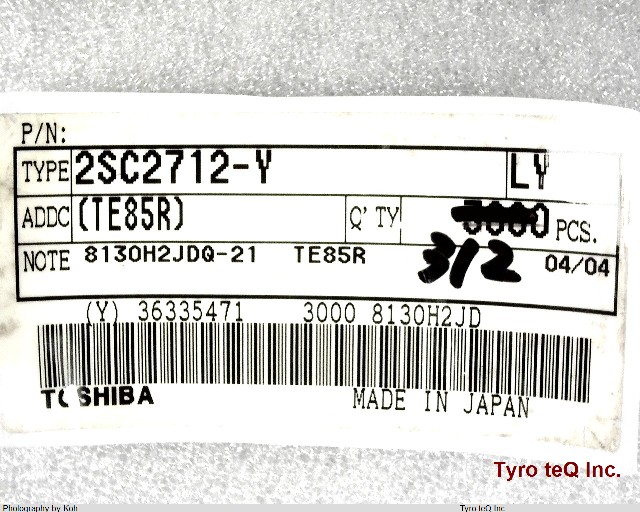 P/N:
TYPE 2SC2712-Y LY
ADDC (TE85R) Q'TY 3000 PCS.
312
NOTE 8130H2JDQ-21 TE85R 04/04
(Y) 36335471 3000 8130H2JD
TOSHIBA MADE IN JAPAN
Tyro teQ Inc.
Photography by Koh Tyro teQ Inc